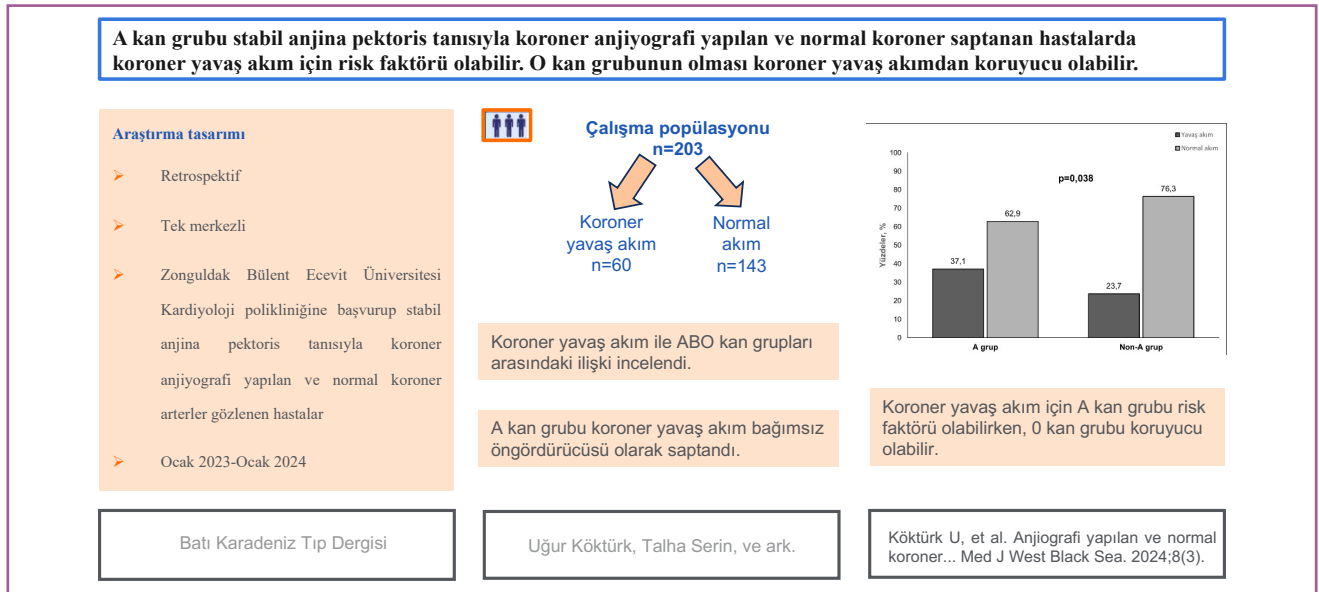 A kan grubu stabil anjina pektoris tanısıyla koroner anjiyografi yapılan ve normal koroner saptanan hastalarda
koroner yavaş akım için risk faktörü olabilir. O kan grubunun olması koroner yavaş akımdan koruyucu olabilir.
Araştırma tasarımı
Retrospektif
Tek merkezli
Zonguldak Bülent Ecevit Üniversitesi
Kardiyoloji polikliniğine başvurup stabil
anjina pektoris tanısıyla koroner
anjiyografi yapılan ve normal koroner
arterler gözlenen hastalar
Ocak 2023-Ocak 2024
Çalışma popülasyonu
n=203
Koroner
yavaş akım
n=60
Normal
akım
n=143
Koroner yavaş akım ile ABO kan grupları
arasındaki ilişki incelendi.
A kan grubu koroner yavaş akım bağımsız
öngördürücüsü olarak saptandı.
Yavaş akım
Normal akım
Yüzdeler, %
100
90
80
70
60
50
40
30
20
10
0
p=0,038
37,1
62,9
23,7
76,3
A grup
Non-A grup
Koroner yavaş akım için A kan grubu risk
faktörü olabilirken, 0 kan grubu koruyucu
olabilir.
Batı Karadeniz Tıp Dergisi
Uğur Köktürk, Talha Serin, ve ark.
Köktürk U, et al. Anjiografi yapılan ve normal
koroner... Med J West Black Sea. 2024;8(3).